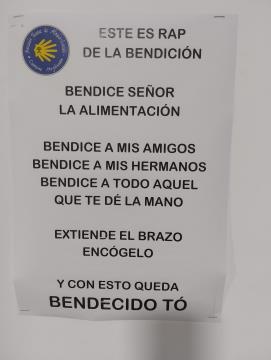 ESTE ES RAP
DE LA BENDICIÓN
BENDICE SEÑOR
LA ALIMENTACIÓN
BENDICE A MIS AMIGOS
BENDICE A MIS HERMANOS
BENDICE A TODO AQUEL
QUE TE DÉ LA MANO
EXTIENDE EL BRAZO
ENCÓGELO
Y CON ESTO QUEDA
BENDECIDO TÓ